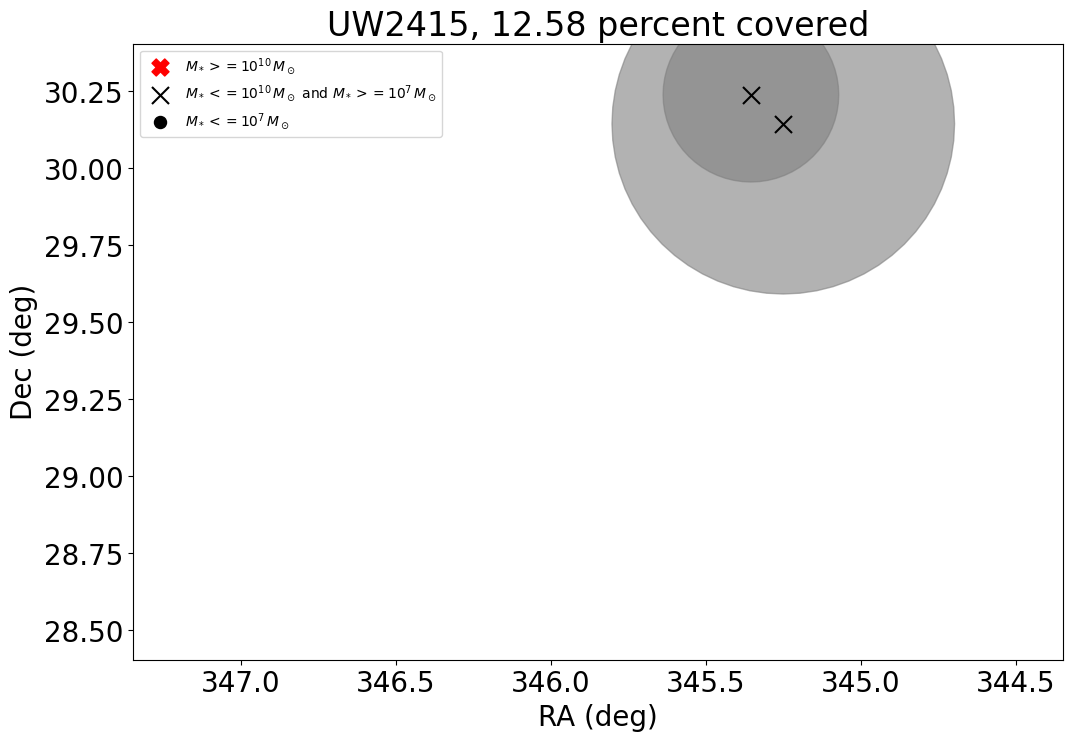 UW2415, 12.58 percent covered
M* >= 10^10 M⊙
M* <= 10^10 M⊙ and M* >= 10^7 M⊙
M* <= 10^7 M⊙
30.25
30.00
29.75
29.50
29.25
29.00
28.75
28.50
Dec (deg)
347.0 346.5 346.0 345.5 345.0 344.5
RA (deg)